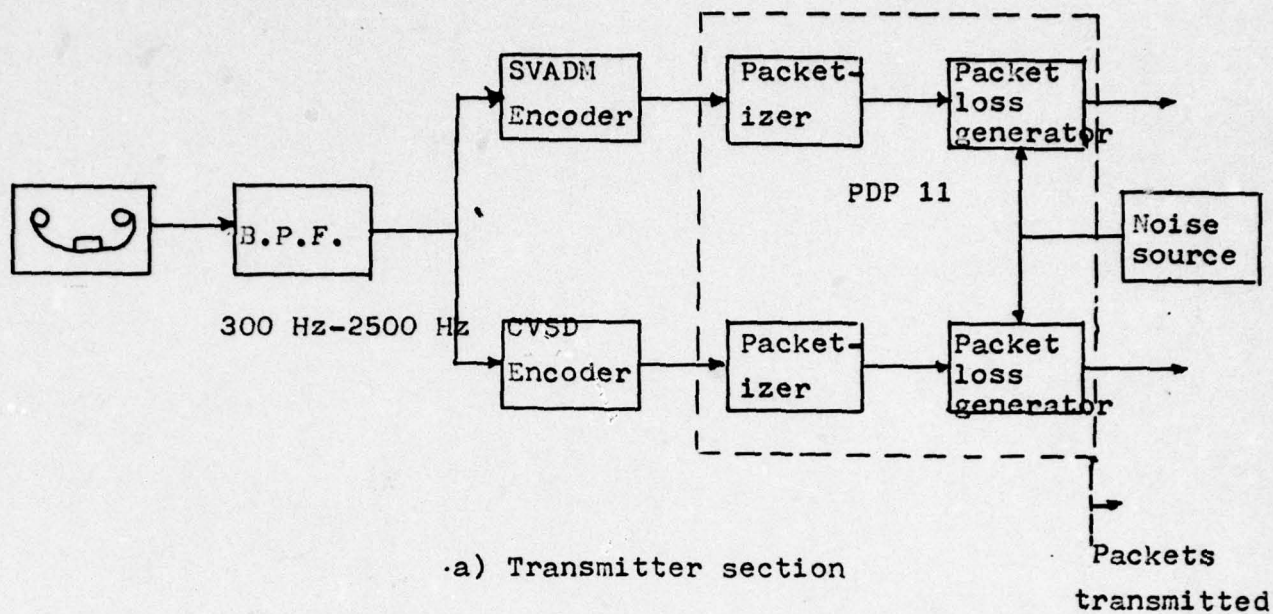 SVADM
Encoder
Packet-
izer
Packet
loss
generator
PDP 11
Noise
source
B.P.F.
300 Hz-2500 Hz
CVSD
Encoder
Packet-
izer
Packet
loss
generator
Packets
transmitted
a) Transmitter section